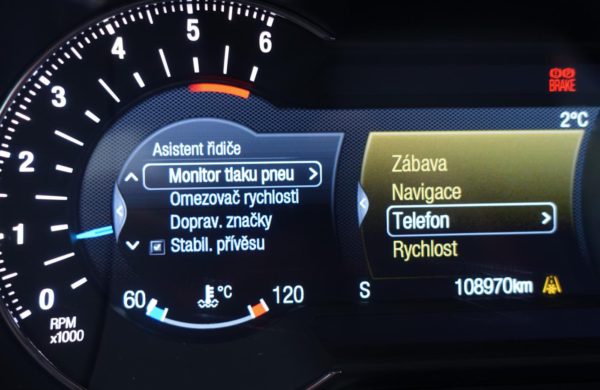 6
5
4
3
2
1
0
RPM
x1000
BRAKE
2°C
Asistent řidiče
Monitor tlaku pneu >
Omezovač rychlosti
Doprav. značky
Stabil. přívěsu
Zábava
Navigace
Telefon >
Rychlost
60 °C 120
S 108970km